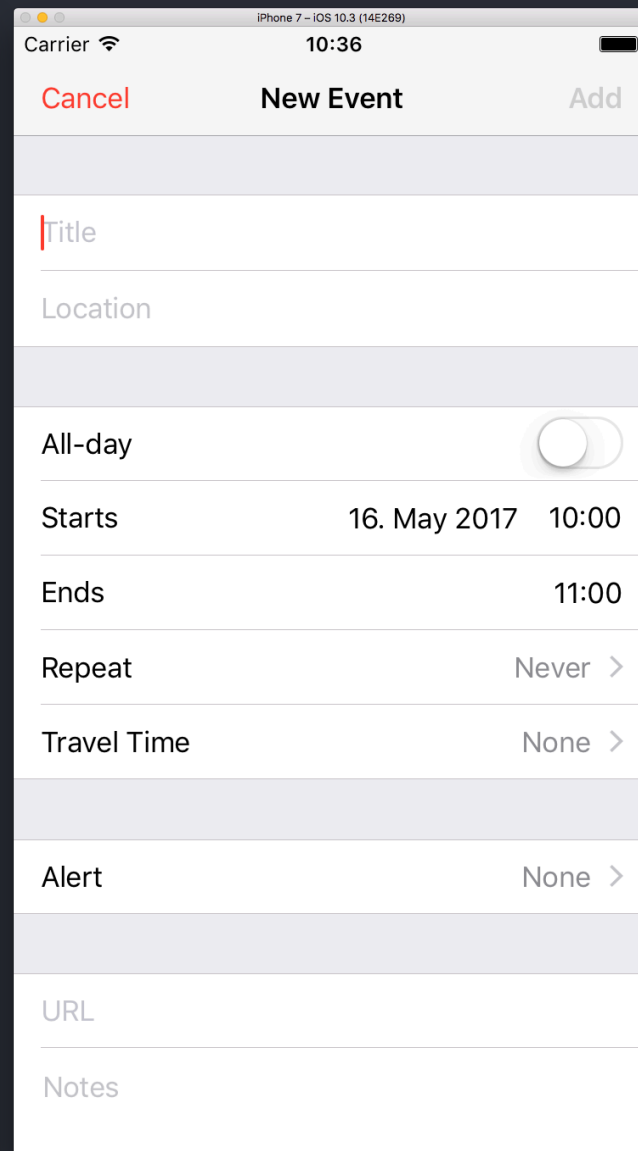 iPhone 7 – iOS 10.3 (14E269)
Carrier 10:36
Cancel New Event Add
Title
Location
All-day
Starts 16. May 2017 10:00
Ends 11:00
Repeat Never
Travel Time None
Alert None
URL
Notes